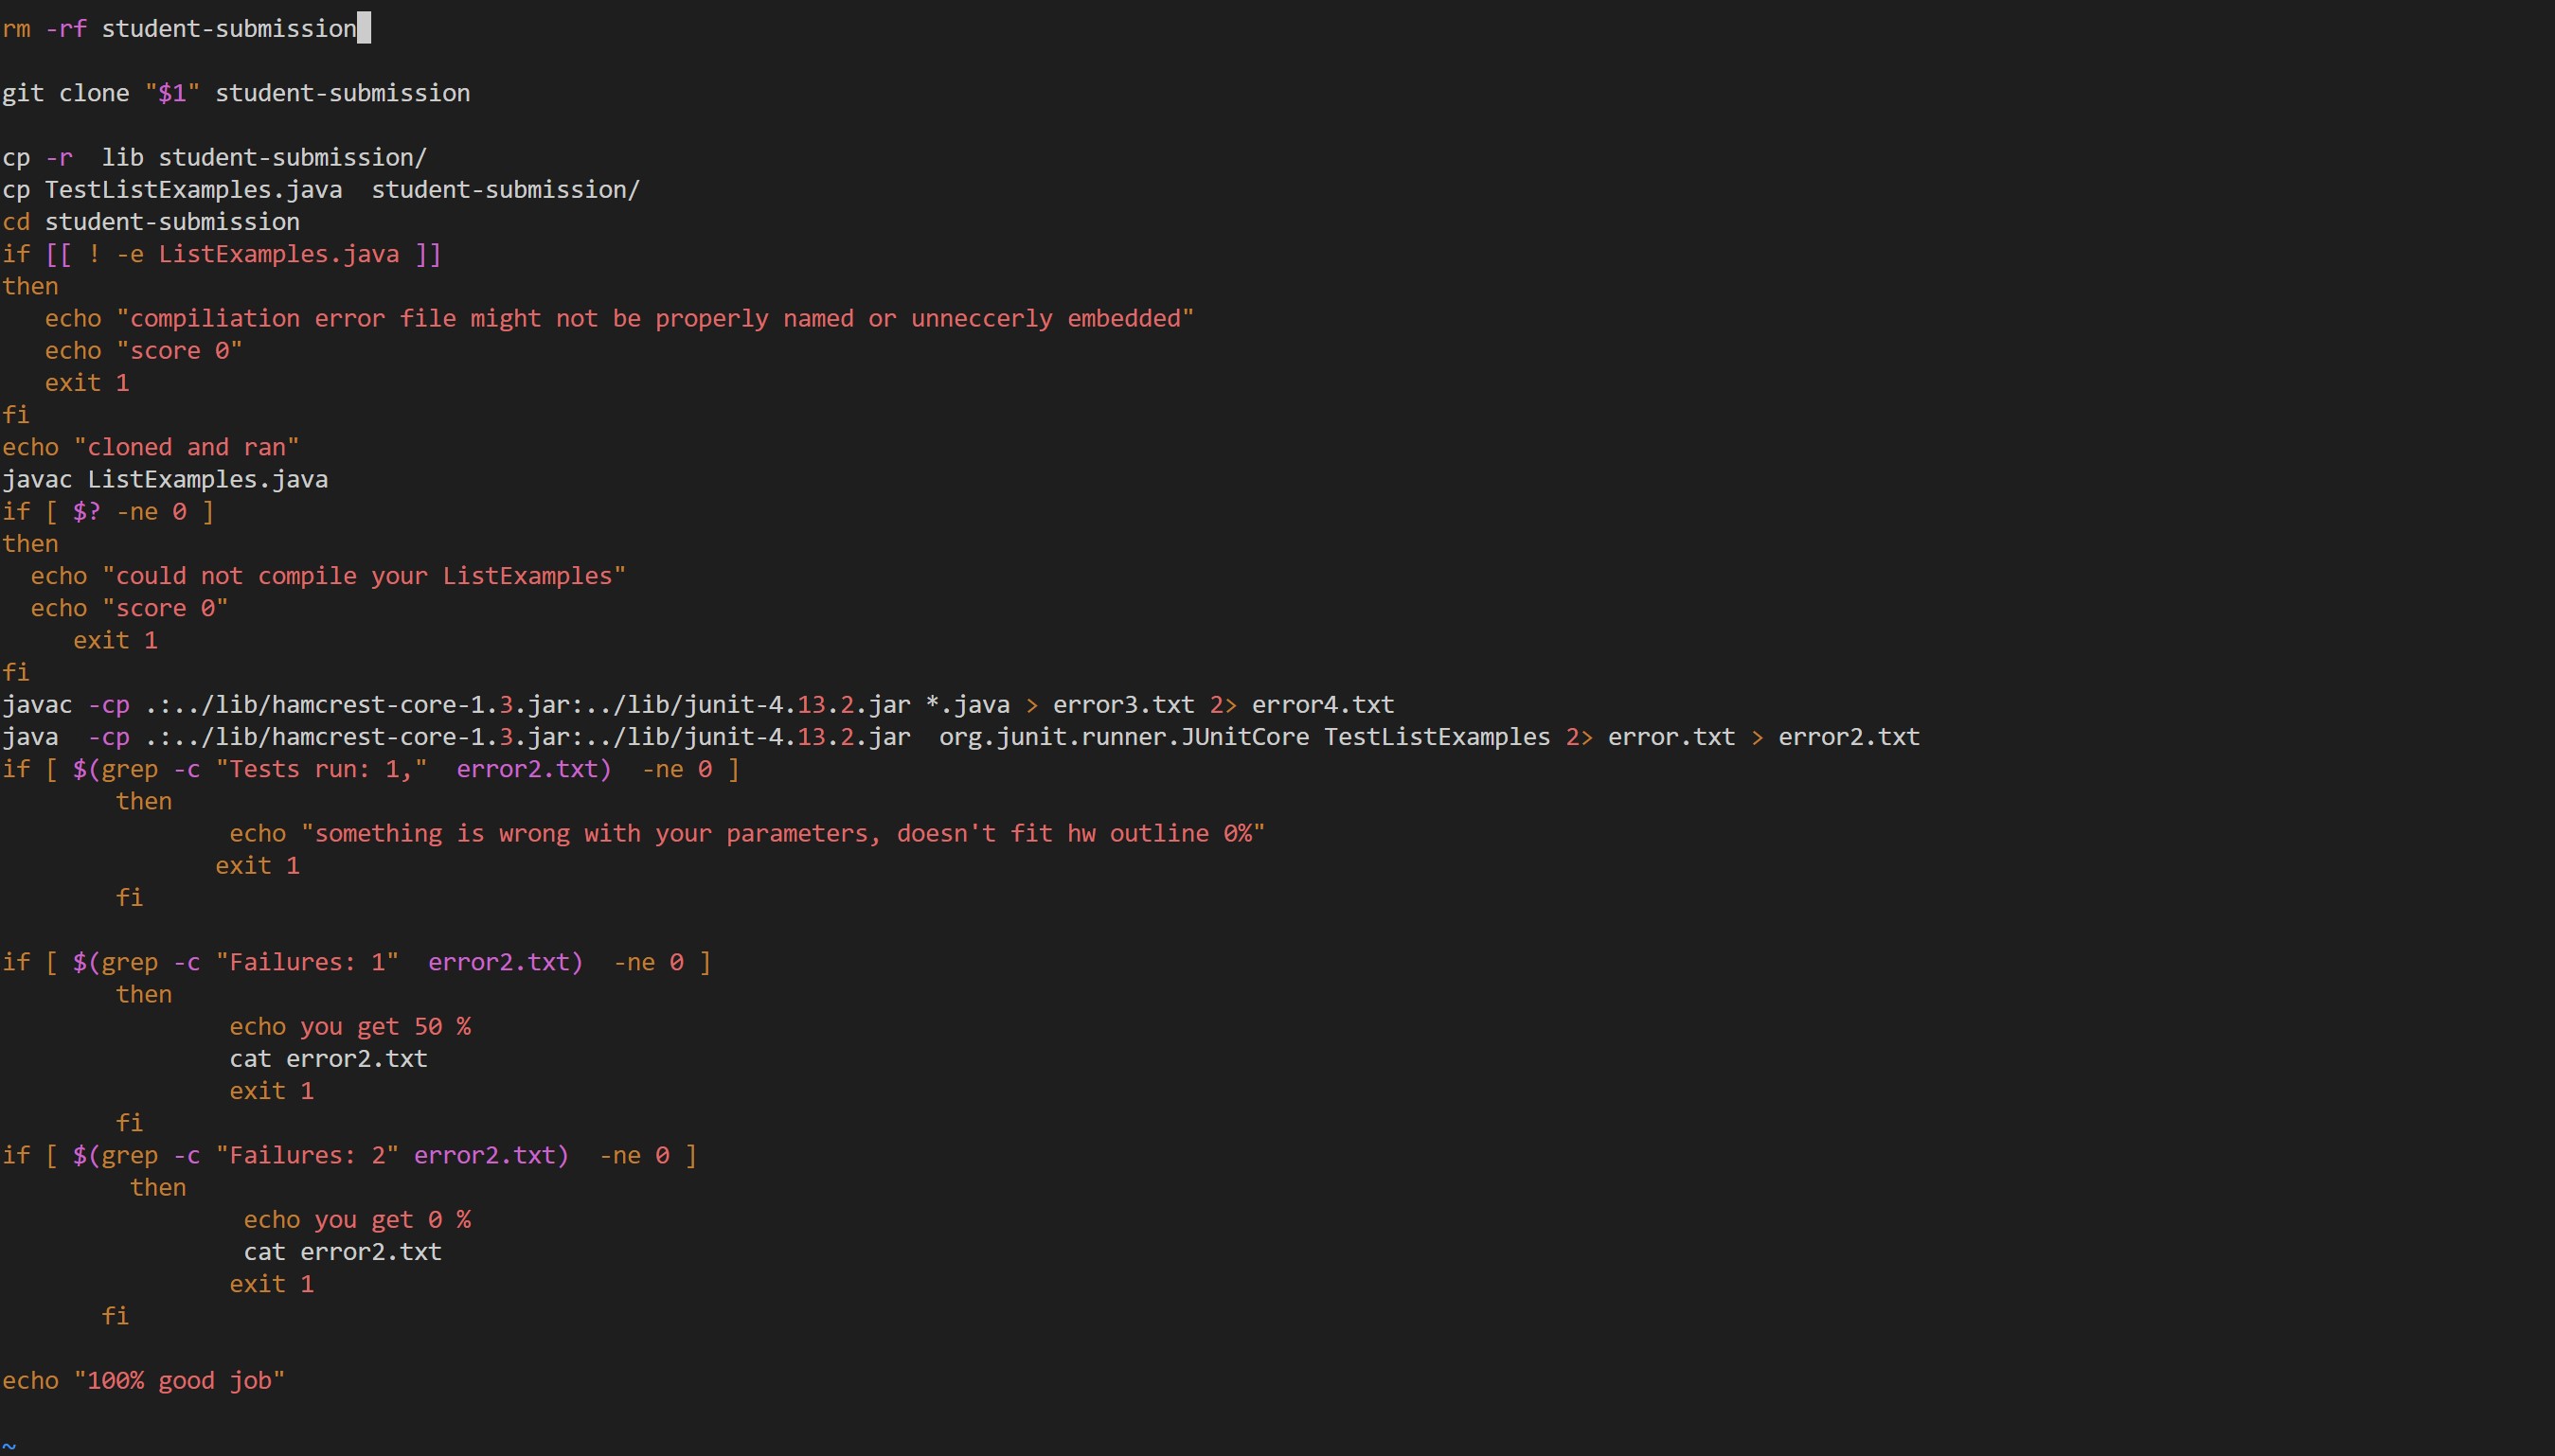 rm -rf student-submission

git clone "$1" student-submission

cp -r  lib student-submission/
cp TestListExamples.java  student-submission/
cd student-submission
if [[ ! -e ListExamples.java ]]
then
   echo "compiliation error file might not be properly named or unneccerly embedded"
   echo "score 0"
   exit 1
fi
echo "cloned and ran"
javac ListExamples.java
if [ $? -ne 0 ]
then
  echo "could not compile your ListExamples"
  echo "score 0"
     exit 1
fi
javac -cp .:../lib/hamcrest-core-1.3.jar:../lib/junit-4.13.2.jar *.java > error3.txt 2> error4.txt
java  -cp .:../lib/hamcrest-core-1.3.jar:../lib/junit-4.13.2.jar  org.junit.runner.JUnitCore TestListExamples 2> error.txt > error2.txt
if [ $(grep -c "Tests run: 1,"  error2.txt)  -ne 0 ]
        then
                echo "something is wrong with your parameters, doesn't fit hw outline 0%"
               exit 1
        fi

if [ $(grep -c "Failures: 1"  error2.txt)  -ne 0 ]
        then
                echo you get 50 %
                cat error2.txt
                exit 1
        fi
if [ $(grep -c "Failures: 2" error2.txt)  -ne 0 ]
         then
                 echo you get 0 %
                 cat error2.txt
                exit 1
       fi

echo "100% good job"

~